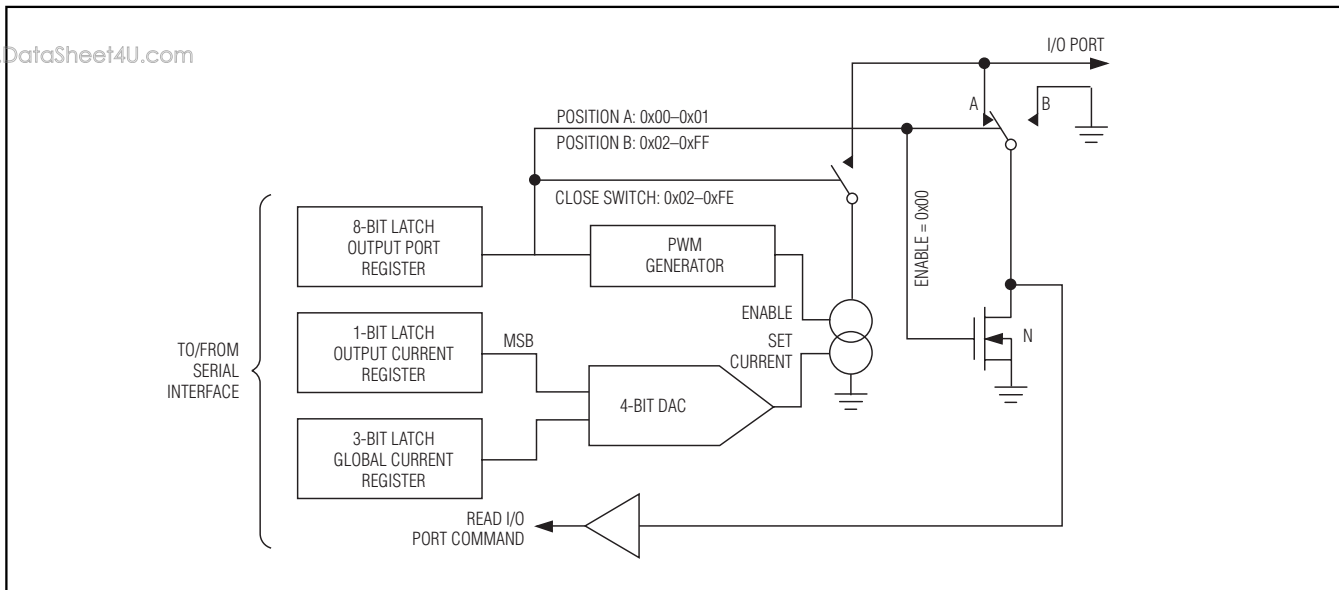 .DataSheet4U.com
I/O PORT
A
B
POSITION A: 0x00–0x01
POSITION B: 0x02–0xFF
CLOSE SWITCH: 0x02–0xFE
ENABLE = 0x00
8-BIT LATCH
OUTPUT PORT
REGISTER
PWM
GENERATOR
ENABLE
SET
CURRENT
N
1-BIT LATCH
OUTPUT CURRENT
REGISTER
MSB
TO/FROM
SERIAL
INTERFACE
4-BIT DAC
3-BIT LATCH
GLOBAL CURRENT
REGISTER
READ I/O
PORT COMMAND